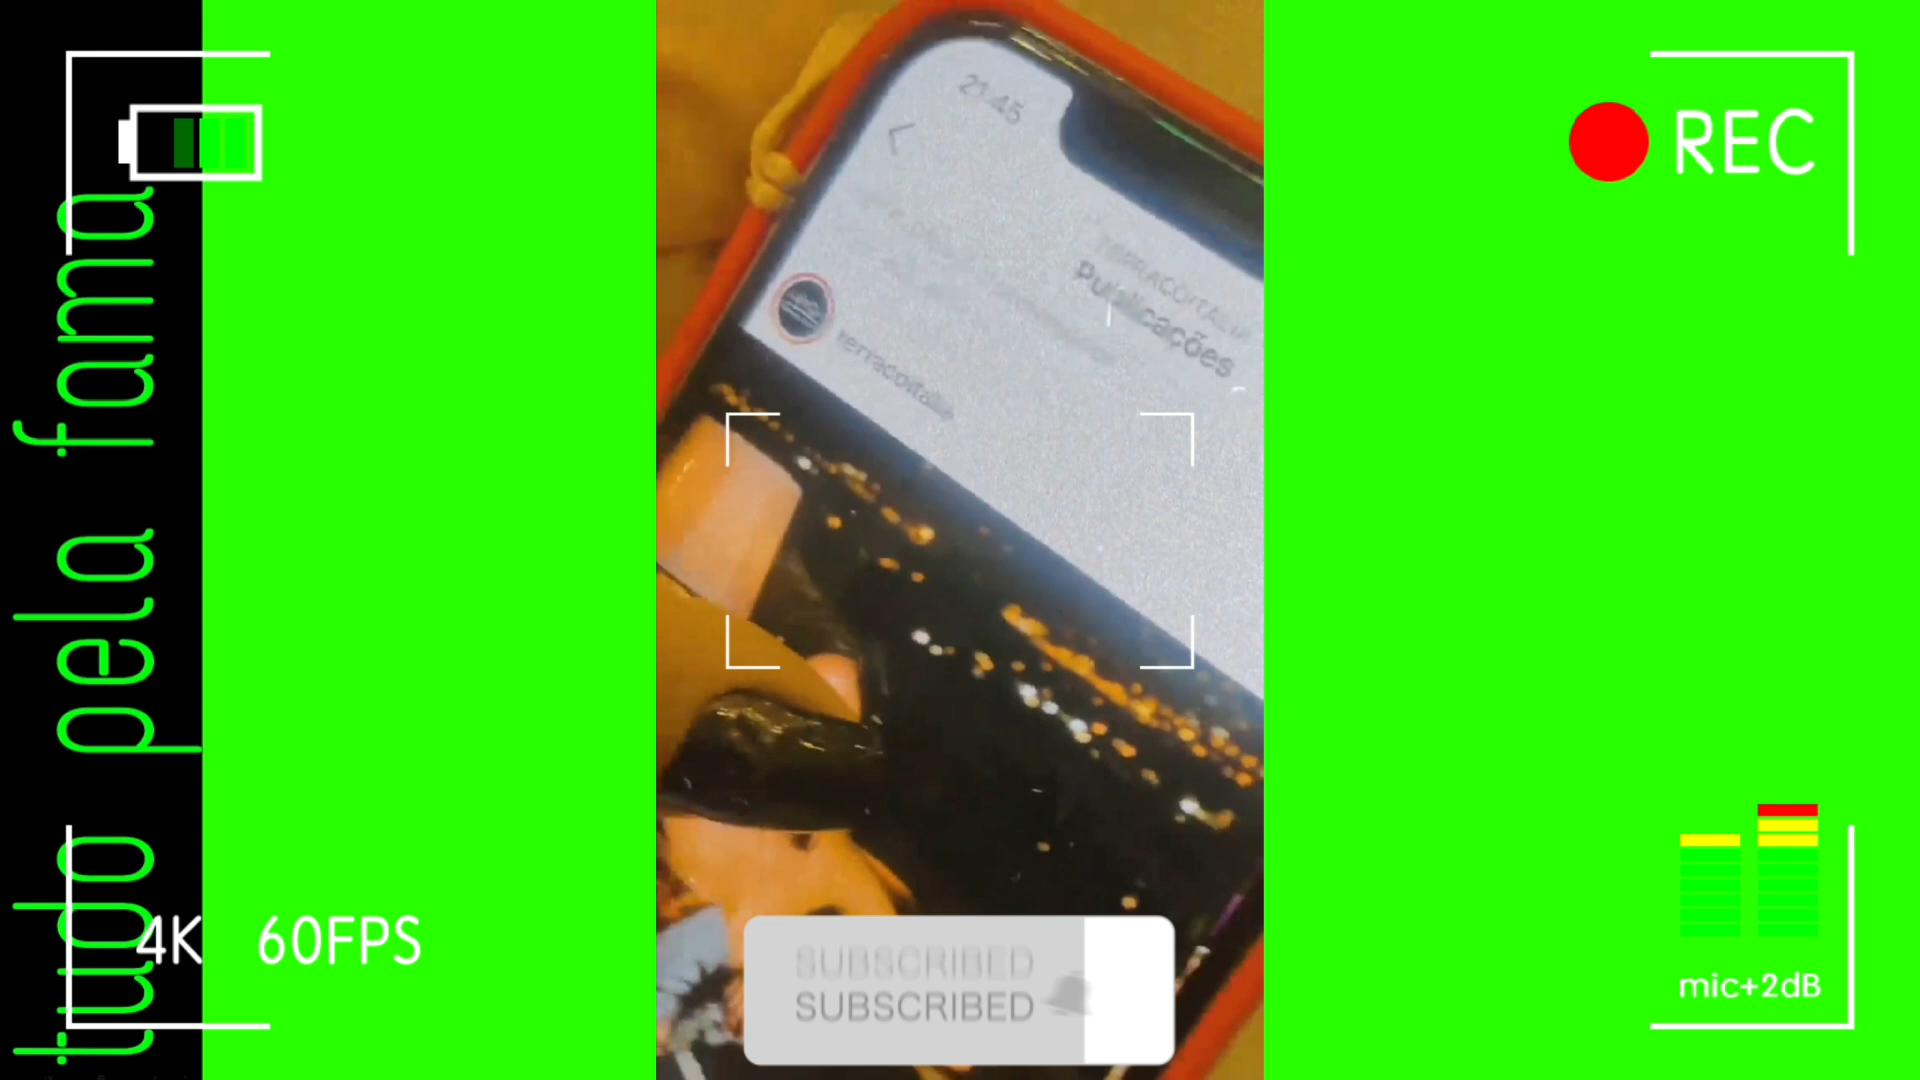 tudo pela fama
REC
21:45
Publicações
4K 60FPS
SUBSCRIBED
SUBSCRIBED
mic+2dB